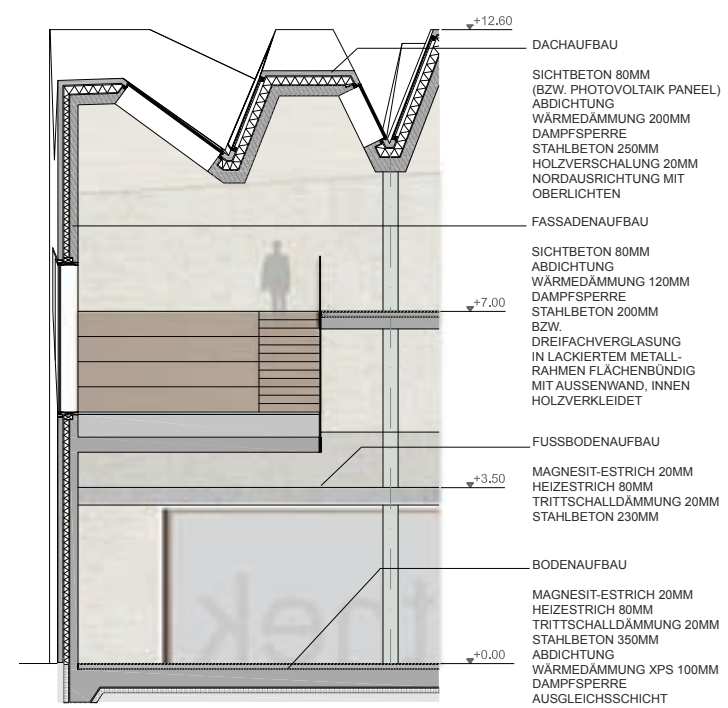 +12.60
DACHAUFBAU
SICHTBETON 80MM
(BZW. PHOTOVOLTAIK PANEEL)
ABDICHTUNG
WÄRMEDÄMMUNG 200MM
DAMPFSPERRE
STAHLBETON 250MM
HOLZVERSCHALUNG 20MM
NORDAUSRICHTUNG MIT
OBERLICHTEN
FASSADENAUFBAU
SICHTBETON 80MM
ABDICHTUNG
WÄRMEDÄMMUNG 120MM
DAMPFSPERRE
STAHLBETON 200MM
BZW.
DREIFACHVERGLASUNG
IN LACKIERTEM METALL-
RAHMEN FLÄCHENBÜNDIG
MIT AUSSENWAND, INNEN
HOLZVERKLEIDET
+7.00
FUSSBODENAUFBAU
MAGNESIT-ESTRICH 20MM
HEIZESTRICH 80MM
TRITTSCHALLDÄMMUNG 20MM
STAHLBETON 230MM
+3.50
BODENAUFBAU
MAGNESIT-ESTRICH 20MM
HEIZESTRICH 80MM
TRITTSCHALLDÄMMUNG 20MM
STAHLBETON 350MM
ABDICHTUNG
WÄRMEDÄMMUNG XPS 100MM
DAMPFSPERRE
AUSGLEICHSSCHICHT
+0.00